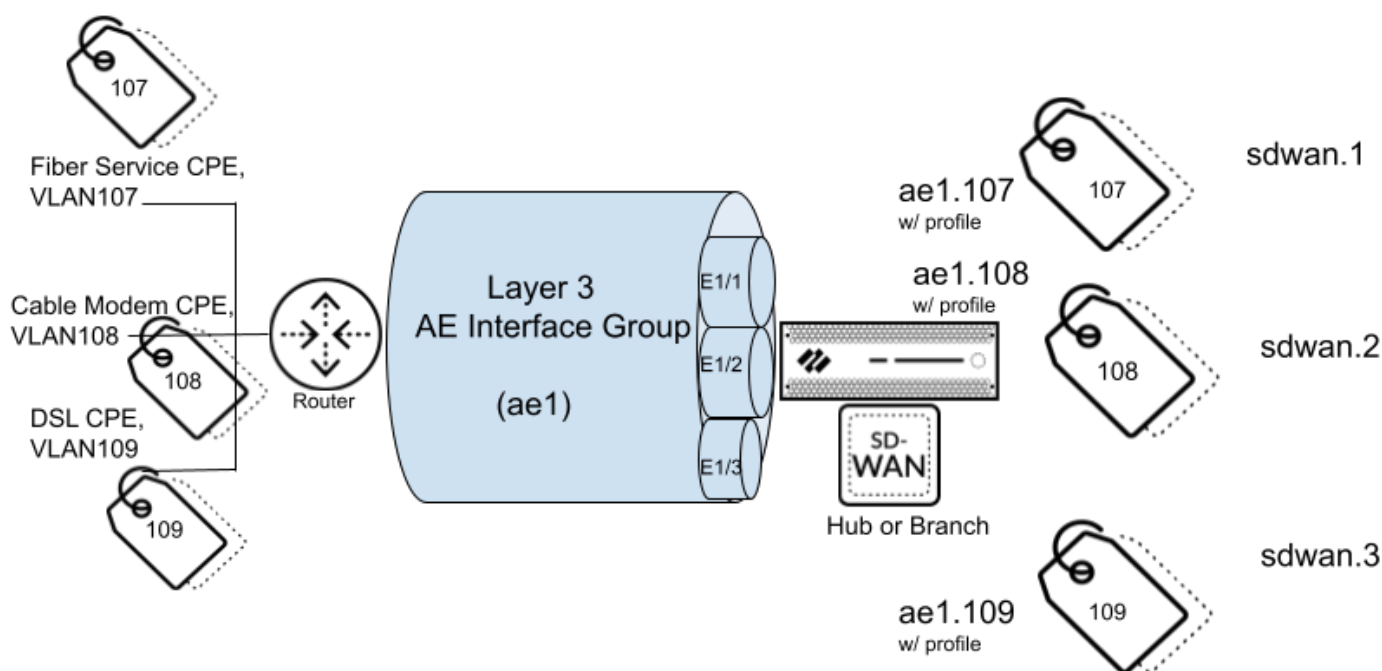 107
Fiber Service CPE,
VLAN107
Cable Modem CPE,
VLAN108
108
DSL CPE,
VLAN109
109
Router
Layer 3
AE Interface Group
(ae1)
E1/1
E1/2
E1/3
SD-
WAN
Hub or Branch
ae1.107
w/ profile
107
sdwan.1
ae1.108
w/ profile
108
sdwan.2
ae1.109
w/ profile
109
sdwan.3